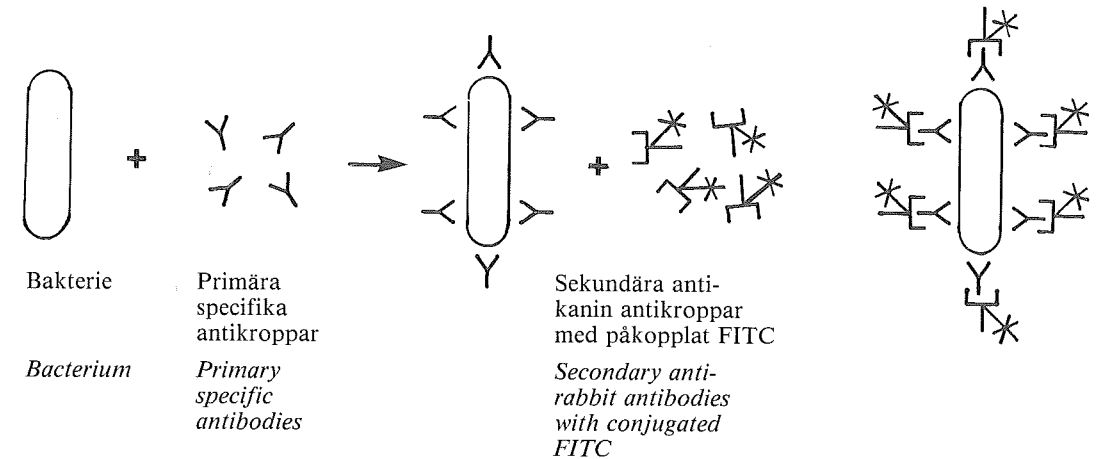 Bakterie
Primära
specifika
antikroppar
Sekundära anti-
kanin antikroppar
med påkopplat FITC
Bacterium
Primary
specific
antibodies
Secondary anti-
rabbit antibodies
with conjugated
FITC